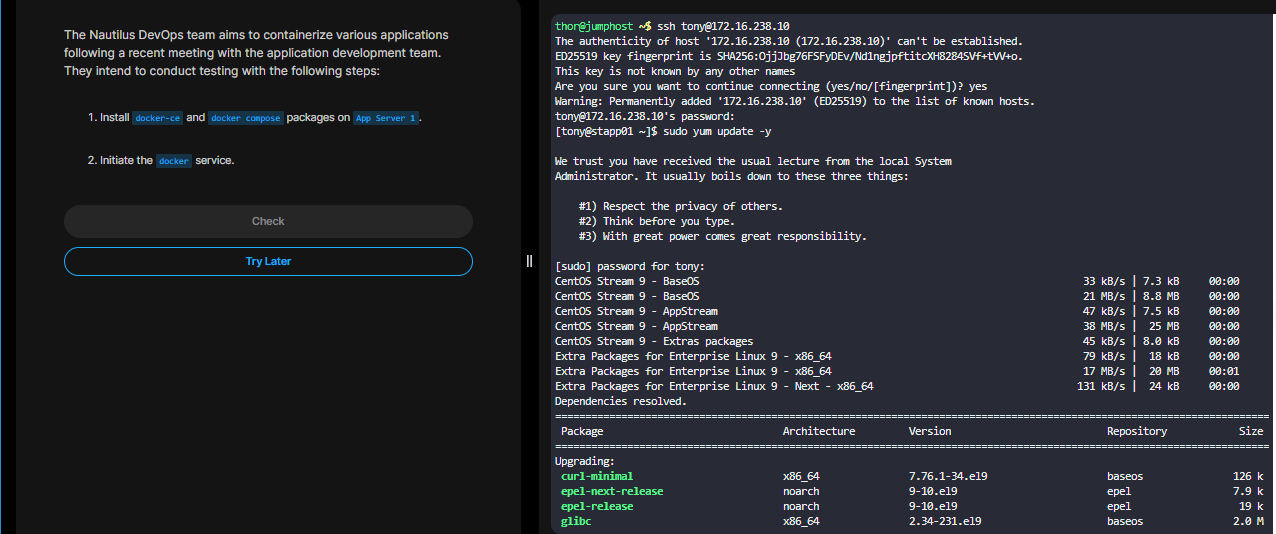 The Nautilus DevOps team aims to containerize various applications
following a recent meeting with the application development team.
They intend to conduct testing with the following steps:
1. Install docker-ce and docker compose packages on App Server 1.
2. Initiate the docker service.
Check
Try Later
thor@jumphost ~$ ssh tony@172.16.238.10
The authenticity of host '172.16.238.10 (172.16.238.10)' can't be established.
ED25519 key fingerprint is SHA256:OjjJbg76FSFyDEv/Nd1ngjpftitcXH8284SVf+tVV+o.
This key is not known by any other names
Are you sure you want to continue connecting (yes/no/[fingerprint])? yes
Warning: Permanently added '172.16.238.10' (ED25519) to the list of known hosts.
tony@172.16.238.10's password:
[tony@stapp01 ~]$ sudo yum update -y
We trust you have received the usual lecture from the local System
Administrator. It usually boils down to these three things:
#1) Respect the privacy of others.
#2) Think before you type.
#3) With great power comes great responsibility.
[sudo] password for tony:
CentOS Stream 9 - BaseOS 33 kB/s | 7.3 kB 00:00
CentOS Stream 9 - BaseOS 21 MB/s | 8.8 MB 00:00
CentOS Stream 9 - AppStream 47 kB/s | 7.5 kB 00:00
CentOS Stream 9 - AppStream 38 MB/s | 25 MB 00:00
CentOS Stream 9 - Extras packages 45 kB/s | 8.0 kB 00:00
Extra Packages for Enterprise Linux 9 - x86_64 79 kB/s | 18 kB 00:00
Extra Packages for Enterprise Linux 9 - x86_64 17 MB/s | 20 MB 00:01
Extra Packages for Enterprise Linux 9 - Next - x86_64 131 kB/s | 24 kB 00:00
Dependencies resolved.
Package Architecture Version Repository Size
Upgrading:
curl-minimal x86_64 7.76.1-34.el9 baseos 126 k
epel-next-release noarch 9-10.el9 epel 7.9 k
epel-release noarch 9-10.el9 epel 19 k
glibc x86_64 2.34-231.el9 baseos 2.0 M